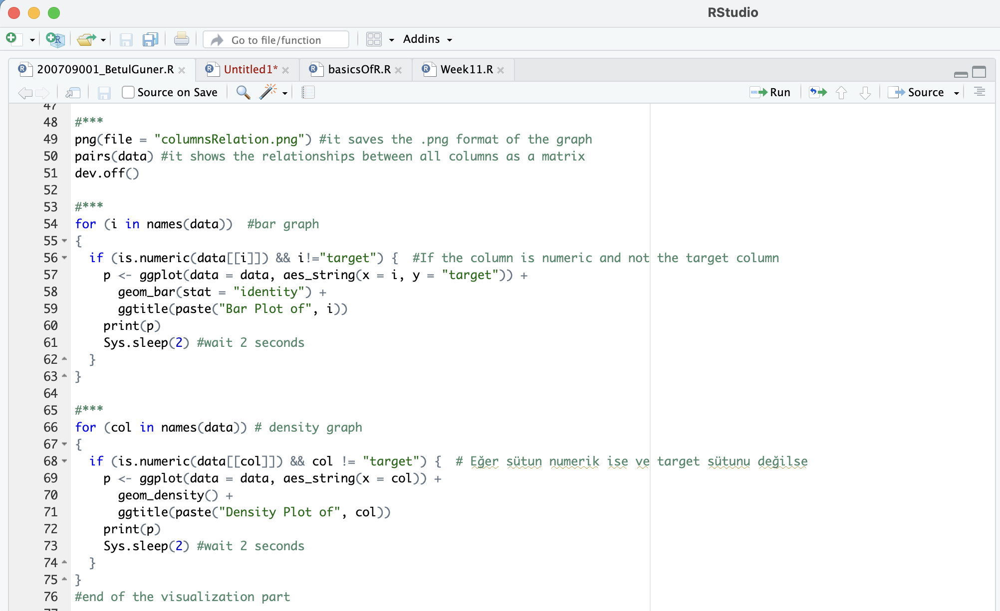 RStudio
Go to file/function
Addins
200709001_BetulGuner.R
Untitled1*
basicsOfR.R
Week11.R
Source on Save
Run
Source
47
48 #***
49 png(file = "columnsRelation.png") #it saves the .png format of the graph
50 pairs(data) #it shows the relationships between all columns as a matrix
51 dev.off()
52
53 #***
54 for (i in names(data))  #bar graph
55 {
56   if (is.numeric(data[[i]]) && i!="target") {  #If the column is numeric and not the target column
57     p <- ggplot(data = data, aes_string(x = i, y = "target")) +
58       geom_bar(stat = "identity") +
59       ggtitle(paste("Bar Plot of", i))
60     print(p)
61     Sys.sleep(2) #wait 2 seconds
62   }
63 }
64
65 #***
66 for (col in names(data)) # density graph
67 {
68   if (is.numeric(data[[col]]) && col != "target") {  # Eğer sütun numerik ise ve target sütunu değilse
69     p <- ggplot(data = data, aes_string(x = col)) +
70       geom_density() +
71       ggtitle(paste("Density Plot of", col))
72     print(p)
73     Sys.sleep(2) #wait 2 seconds
74   }
75 }
76 #end of the visualization part